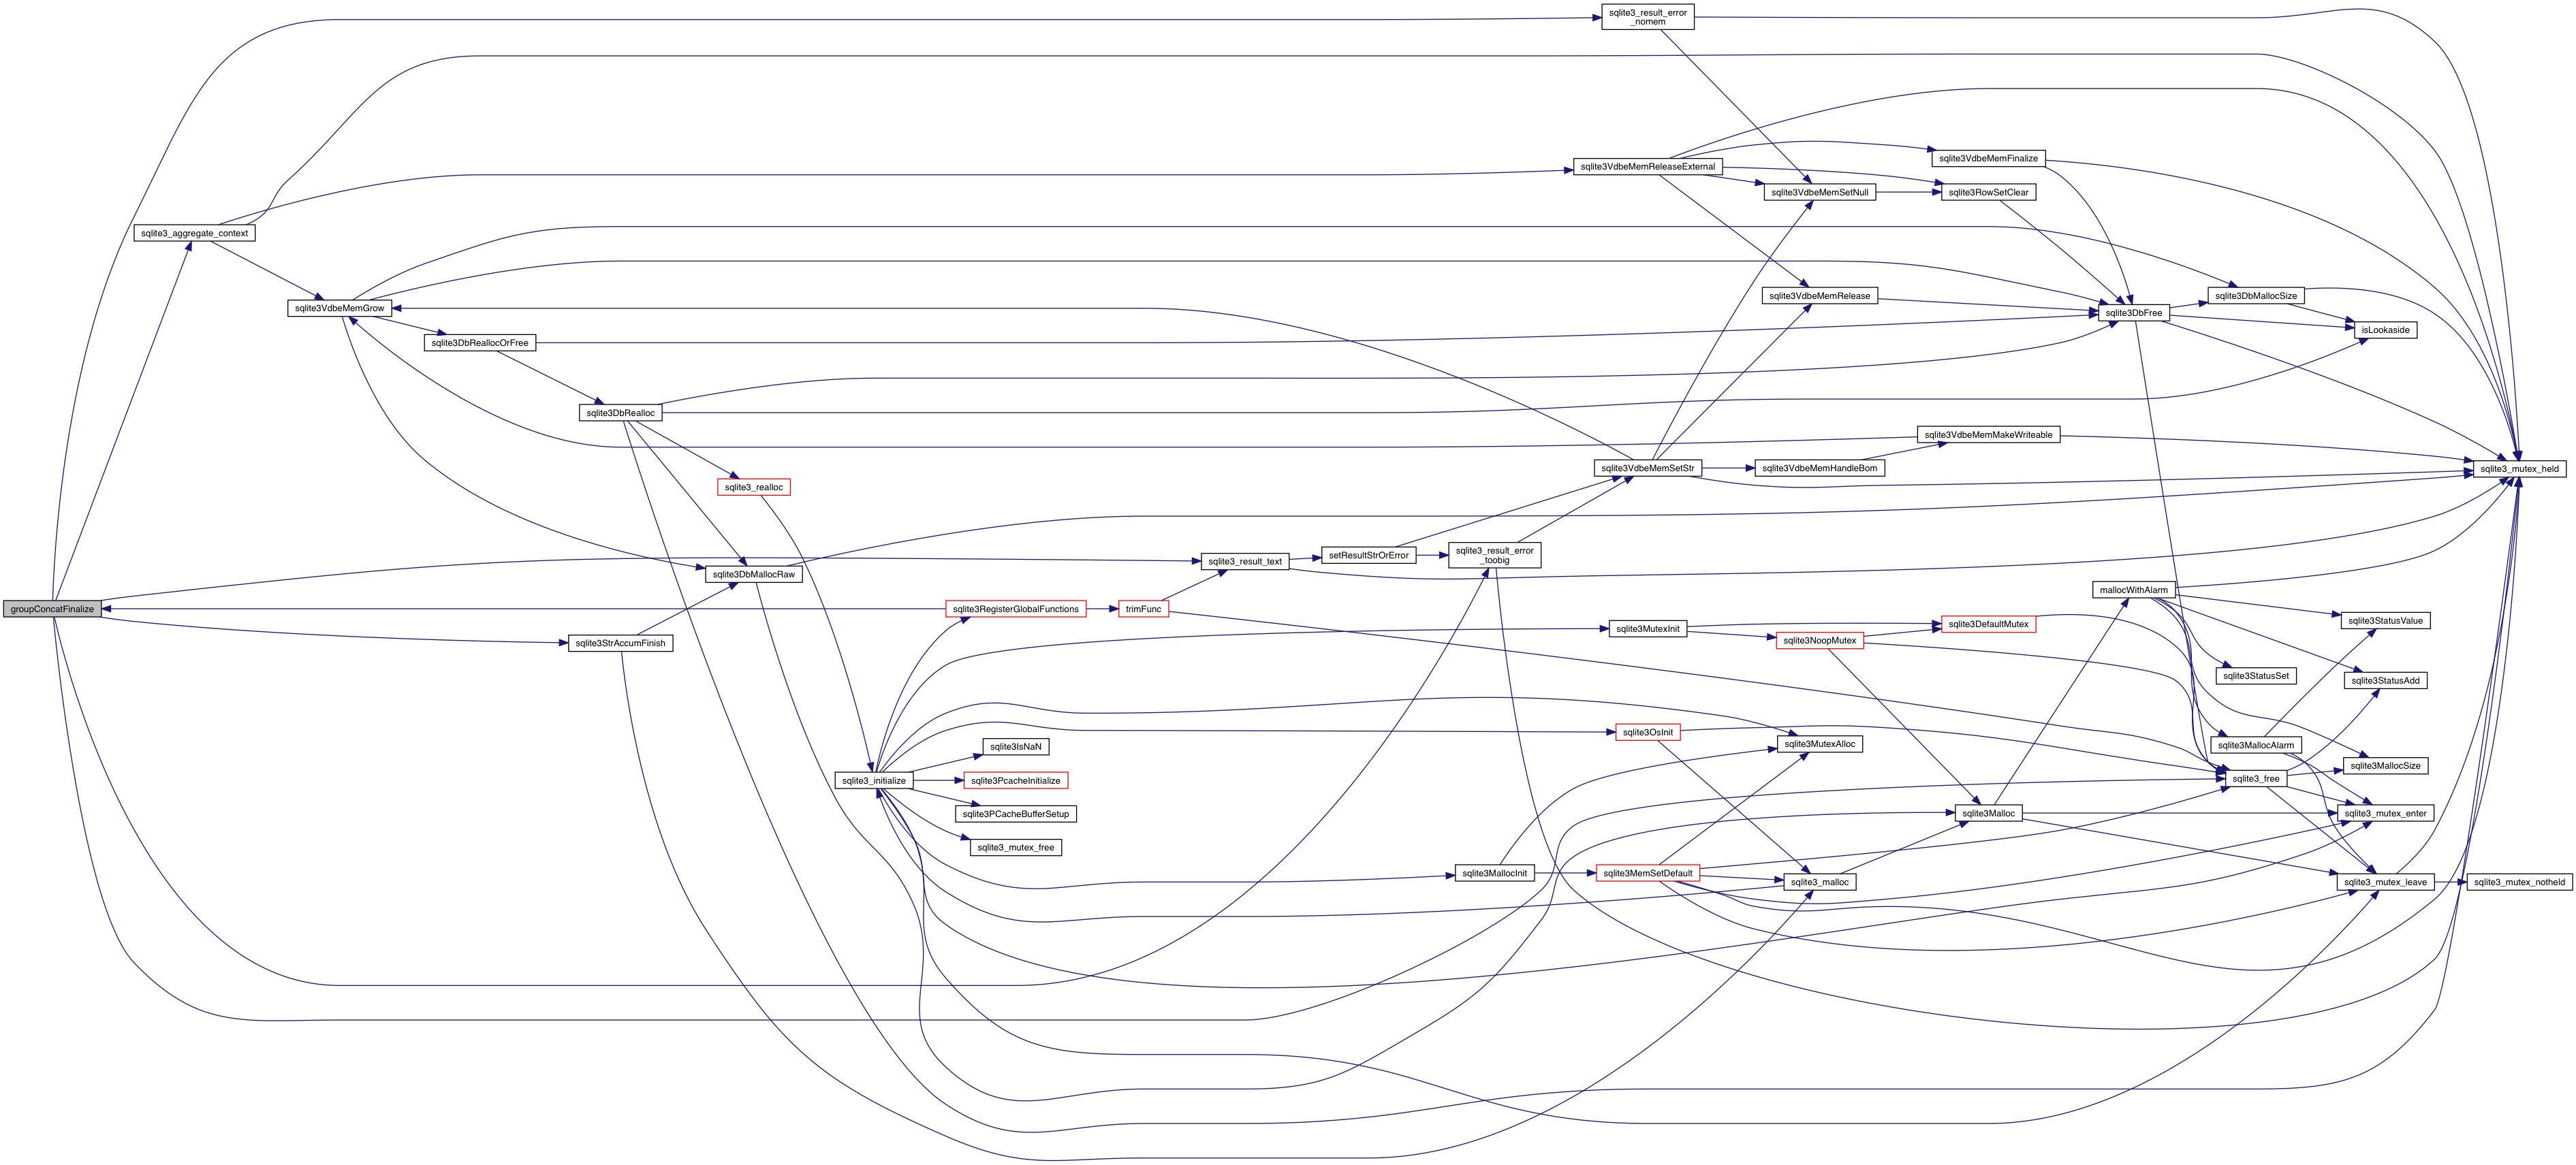 sqlite3_result_error
_nomem
sqlite3VdbeMemFinalize
sqlite3VdbeMemReleaseExternal
sqlite3VdbeMemSetNull
sqlite3RowSetClear
sqlite3_aggregate_context
sqlite3VdbeMemRelease
sqlite3DbMallocSize
sqlite3VdbeMemGrow
sqlite3DbFree
isLookaside
sqlite3DbReallocOrFree
sqlite3DbRealloc
sqlite3VdbeMemMakeWriteable
sqlite3VdbeMemSetStr
sqlite3VdbeMemHandleBom
sqlite3_mutex_held
sqlite3_realloc
setResultStrOrError
sqlite3_result_error
_toobig
sqlite3_result_text
sqlite3DbMallocRaw
mallocWithAlarm
groupConcatFinalize
sqlite3RegisterGlobalFunctions
trimFunc
sqlite3StatusValue
sqlite3MutexInit
sqlite3DefaultMutex
sqlite3NoopMutex
sqlite3StrAccumFinish
sqlite3StatusSet
sqlite3StatusAdd
sqlite3OsInit
sqlite3IsNaN
sqlite3MutexAlloc
sqlite3MallocAlarm
sqlite3MallocSize
sqlite3_initialize
sqlite3PcacheInitialize
sqlite3_free
sqlite3PCacheBufferSetup
sqlite3Malloc
sqlite3_mutex_enter
sqlite3_mutex_free
sqlite3MallocInit
sqlite3MemSetDefault
sqlite3_malloc
sqlite3_mutex_leave
sqlite3_mutex_notheld